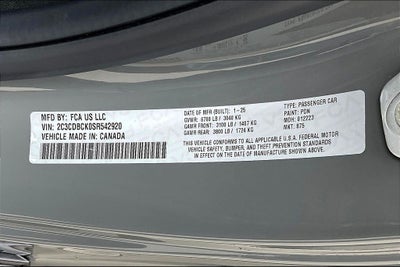 MFD BY: FCA US LLC
VIN: 2C3CDBCK0SR542920
VEHICLE MADE IN: CANADA
DATE OF MFR (BUILT): 1-25
GVWR: 6700 LB / 3040 KG
GAWR FRONT: 3100 LB / 1407 KG
GAWR REAR: 3800 LB / 1724 KG
TYPE: PASSENGER CAR
PAINT: PDN
MDH: 012223
MKT: 875
THIS VEHICLE CONFORMS TO ALL APPLICABLE U.S.A. FEDERAL MOTOR
VEHICLE SAFETY, BUMPER, AND THEFT PREVENTION STANDARDS
IN EFFECT ON THE DATE OF MANUFACTURE SHOWN ABOVE.